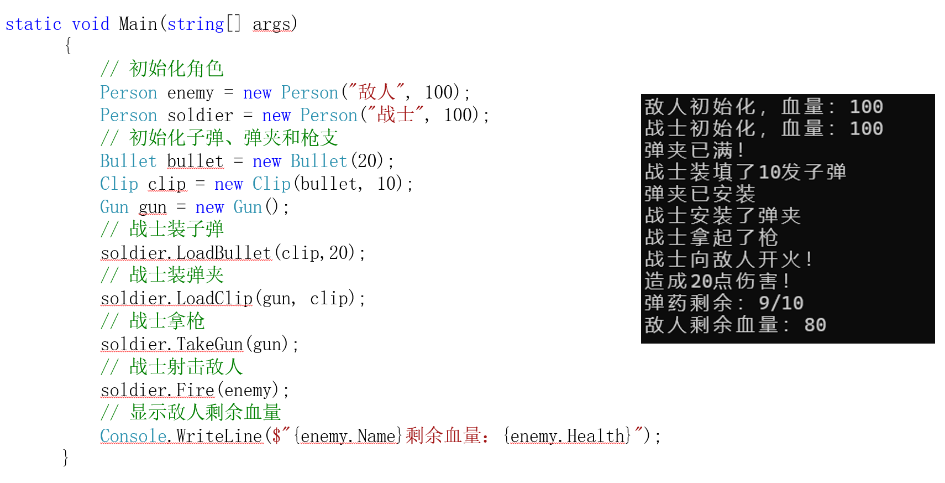 static void Main(string[] args)
{
// 初始化角色
Person enemy = new Person("敌人", 100);
Person soldier = new Person("战士", 100);
// 初始化子弹、弹夹和枪支
Bullet bullet = new Bullet(20);
Clip clip = new Clip(bullet, 10);
Gun gun = new Gun();
// 战士装子弹
soldier.LoadBullet(clip,20);
// 战士装弹夹
soldier.LoadClip(gun, clip);
// 战士拿枪
soldier.TakeGun(gun);
// 战士射击敌人
soldier.Fire(enemy);
// 显示敌人剩余血量
Console.WriteLine($"{enemy.Name}剩余血量: {enemy.Health}");
}
敌人初始化, 血量: 100
战士初始化, 血量: 100
弹夹已满!
战士装填了10发子弹
弹夹已安装
战士安装了弹夹
战士拿起了枪
战士向敌人开火!
造成20点伤害!
弹药剩余: 9/10
敌人剩余血量: 80